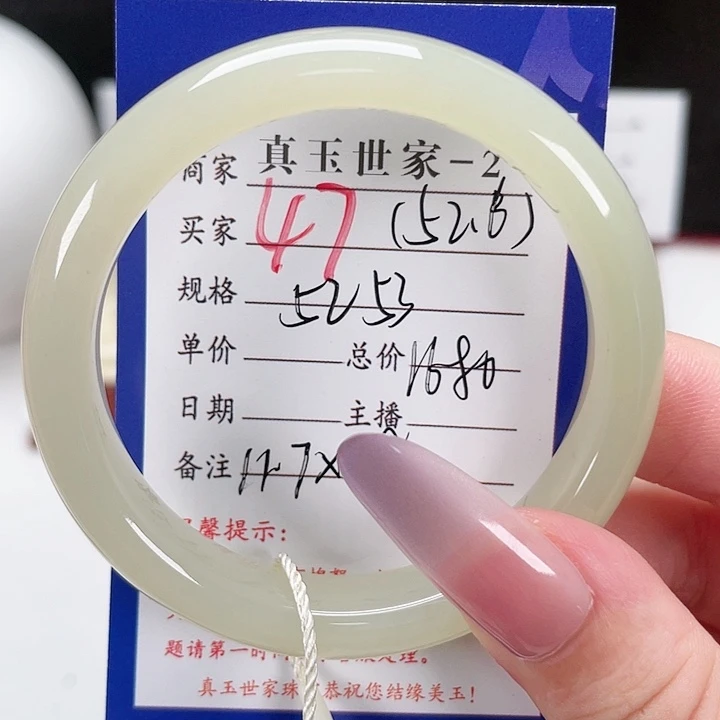 商家 真玉世家-2
买家 47 (52.6)
规格 52 53
单价 总价 1680
日期 主播
备注 11.7×
馨提示:
题请第一时间 处理。
真玉世家珠 恭祝您结缘美玉!